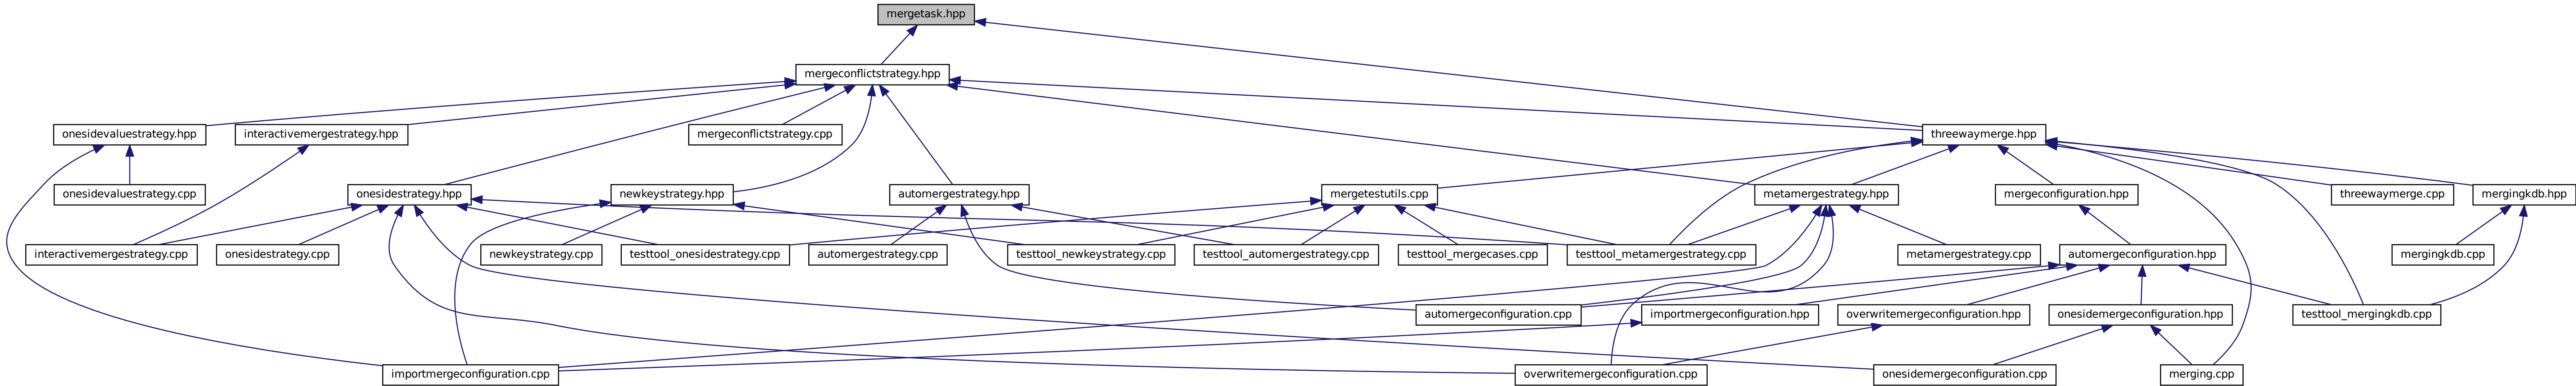 mergetask.hpp
mergeconflictstrategy.hpp
onesidevaluestrategy.hpp
interactivemergestrategy.hpp
mergeconflictstrategy.cpp
threewaymerge.hpp
onesidevaluestrategy.cpp
onesidestrategy.hpp
newkeystrategy.hpp
automergestrategy.hpp
mergetestutils.cpp
metamergestrategy.hpp
mergeconfiguration.hpp
threewaymerge.cpp
mergingkdb.hpp
interactivemergestrategy.cpp
onesidestrategy.cpp
newkeystrategy.cpp
testtool_onesidestrategy.cpp
automergestrategy.cpp
testtool_newkeystrategy.cpp
testtool_automergestrategy.cpp
testtool_mergecases.cpp
testtool_metamergestrategy.cpp
metamergestrategy.cpp
automergeconfiguration.hpp
mergingkdb.cpp
automergeconfiguration.cpp
importmergeconfiguration.hpp
overwritemergeconfiguration.hpp
onesidemergeconfiguration.hpp
testtool_mergingkdb.cpp
importmergeconfiguration.cpp
overwritemergeconfiguration.cpp
onesidemergeconfiguration.cpp
merging.cpp